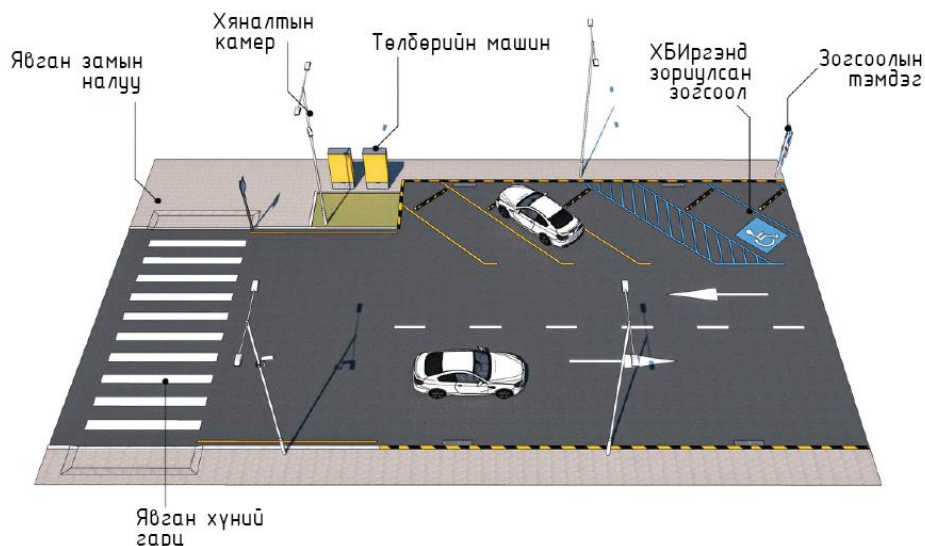 Явган замын
налуу
Хяналтын
камер
Төлбөрийн машин
ХБИргэнд
зориулсан
зогсоол
Зогсоолын
тэмдэг
Явган хүний
гарц